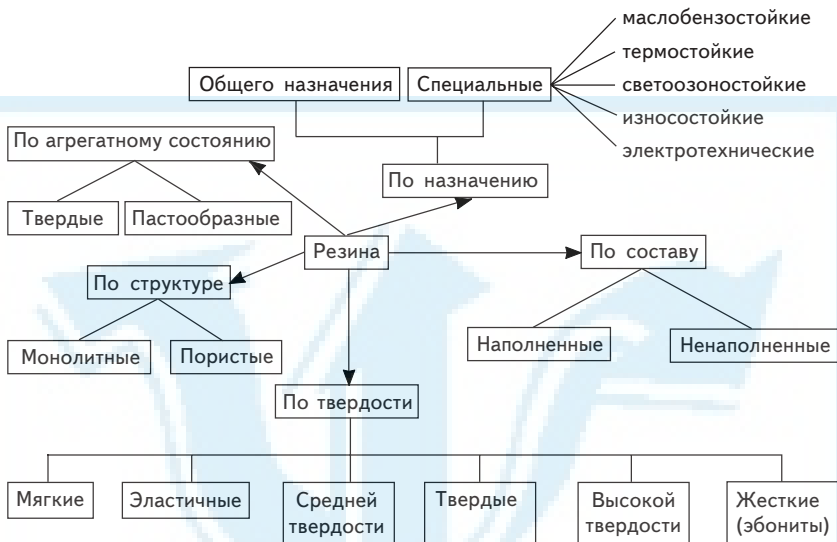 маслобензостойкие
термостойкие
Общего назначения
Специальные
светоозоностойкие
износостойкие
электротехнические
По агрегатному состоянию
По назначению
Твердые
Пастообразные
Резина
По составу
По структуре
Монолитные
Пористые
Наполненные
Ненаполненные
По твердости
Мягкие
Эластичные
Средней
твердости
Твердые
Высокой
твердости
Жесткие
(эбониты)